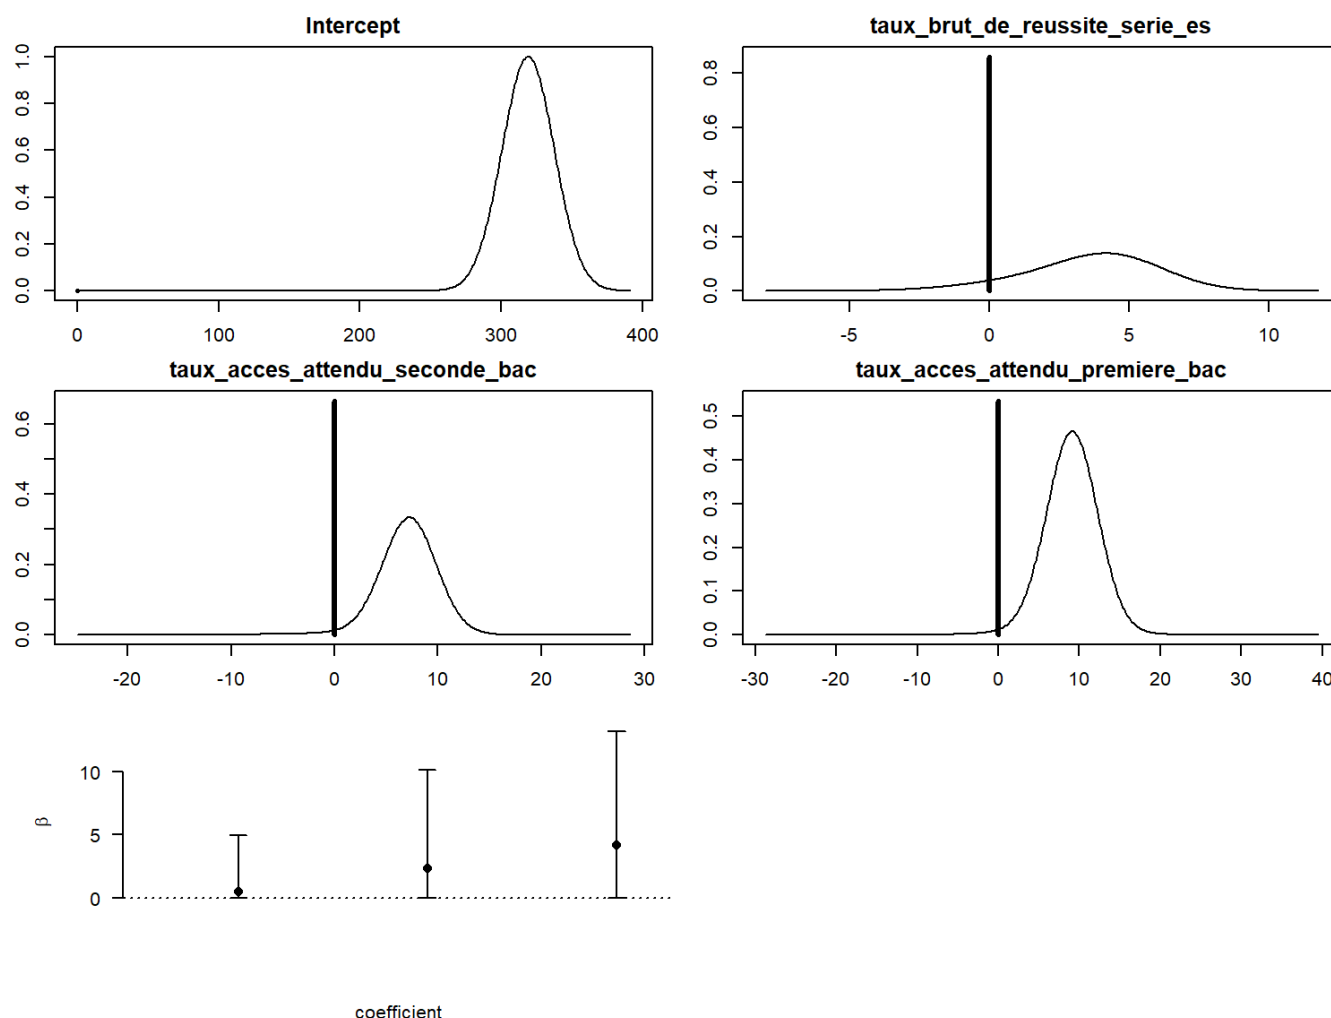 Intercept
1.0
0.8
0.6
0.4
0.2
0.0
0 100 200 300 400
taux_brut_de_reussite_serie_es
0.8
0.6
0.4
0.2
0.0
-5 0 5 10
taux_acces_attendu_seconde_bac
0.6
0.4
0.2
0.0
-20 -10 0 10 20 30
taux_acces_attendu_premiere_bac
0.5
0.4
0.3
0.2
0.1
0.0
-30 -20 -10 0 10 20 30 40
β
10
5
0
coefficient